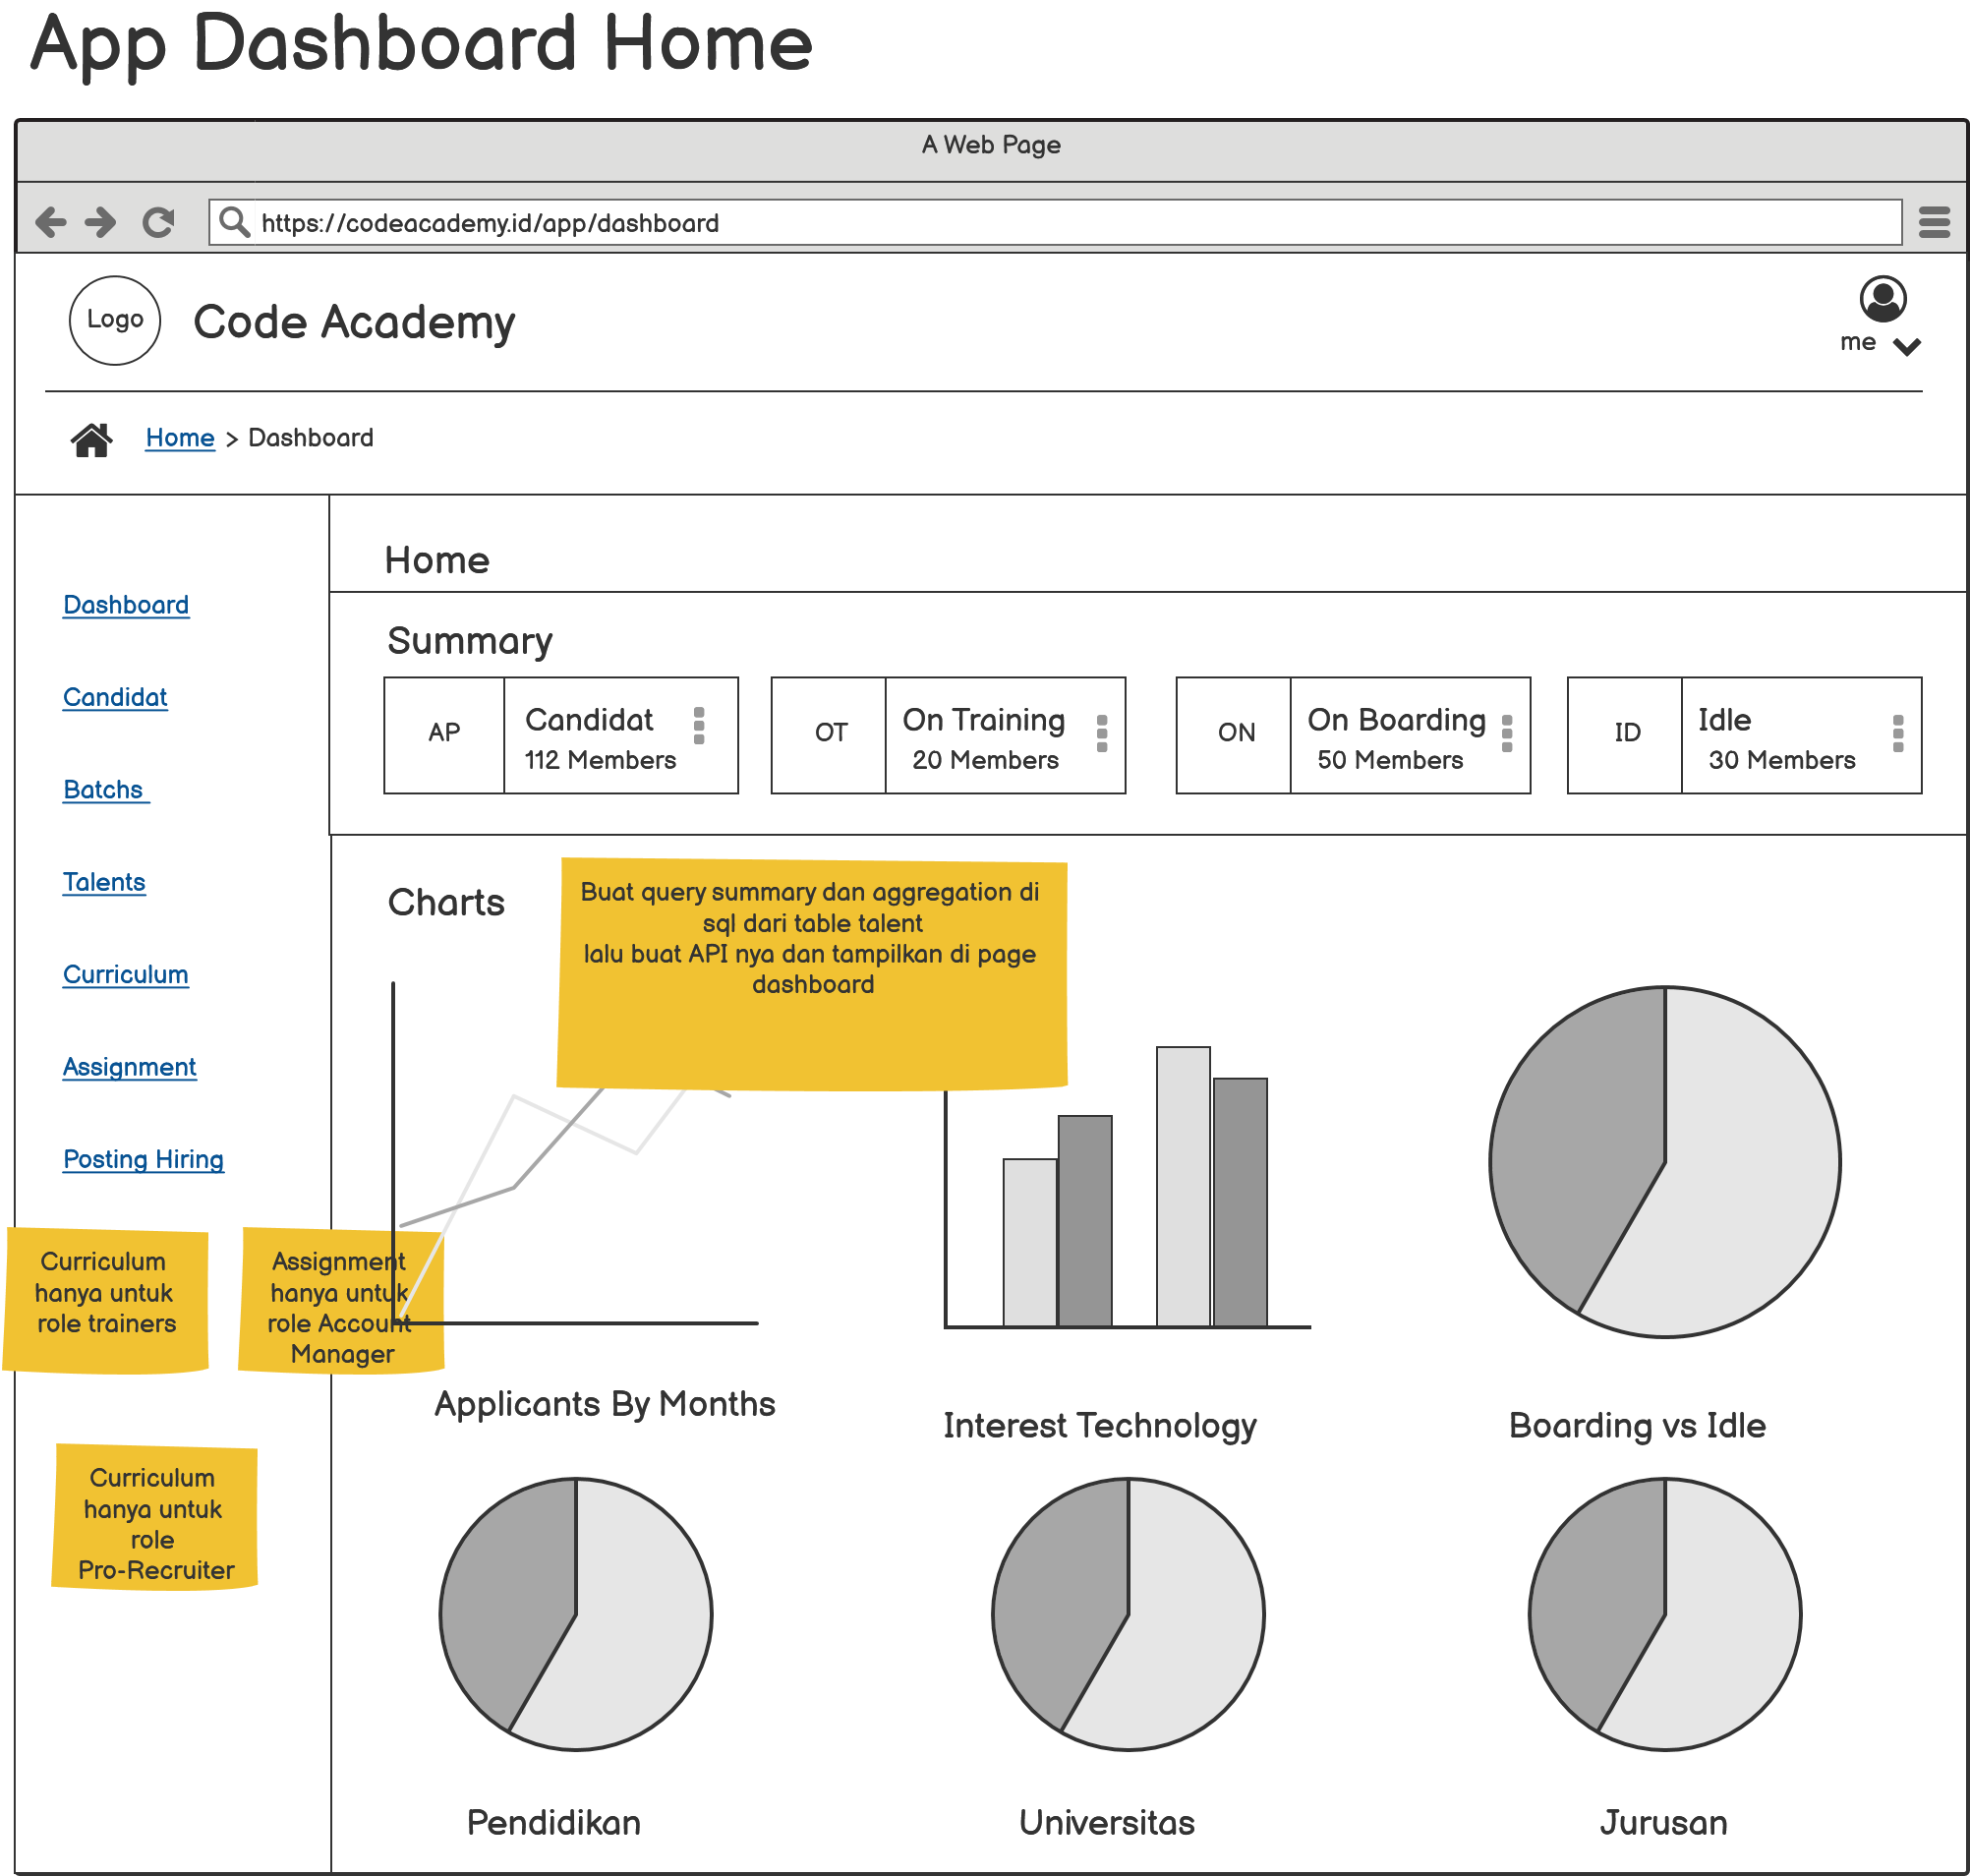 App Dashboard Home
A Web Page
https://codeacademy.id/app/dashboard
Logo
Code Academy
me
Home > Dashboard
Dashboard
Candidat
Batchs
Talents
Curriculum
Assignment
Posting Hiring
Curriculum
hanya untuk
role trainers
Assignment
hanya untuk
role Account
Manager
Curriculum
hanya untuk
role
Pro-Recruiter
Home
Summary
AP
Candidat
112 Members
OT
On Training
20 Members
ON
On Boarding
50 Members
ID
Idle
30 Members
Charts
Buat query summary dan aggregation di
sql dari table talent
lalu buat API nya dan tampilkan di page
dashboard
Applicants By Months
Interest Technology
Boarding vs Idle
Pendidikan
Universitas
Jurusan